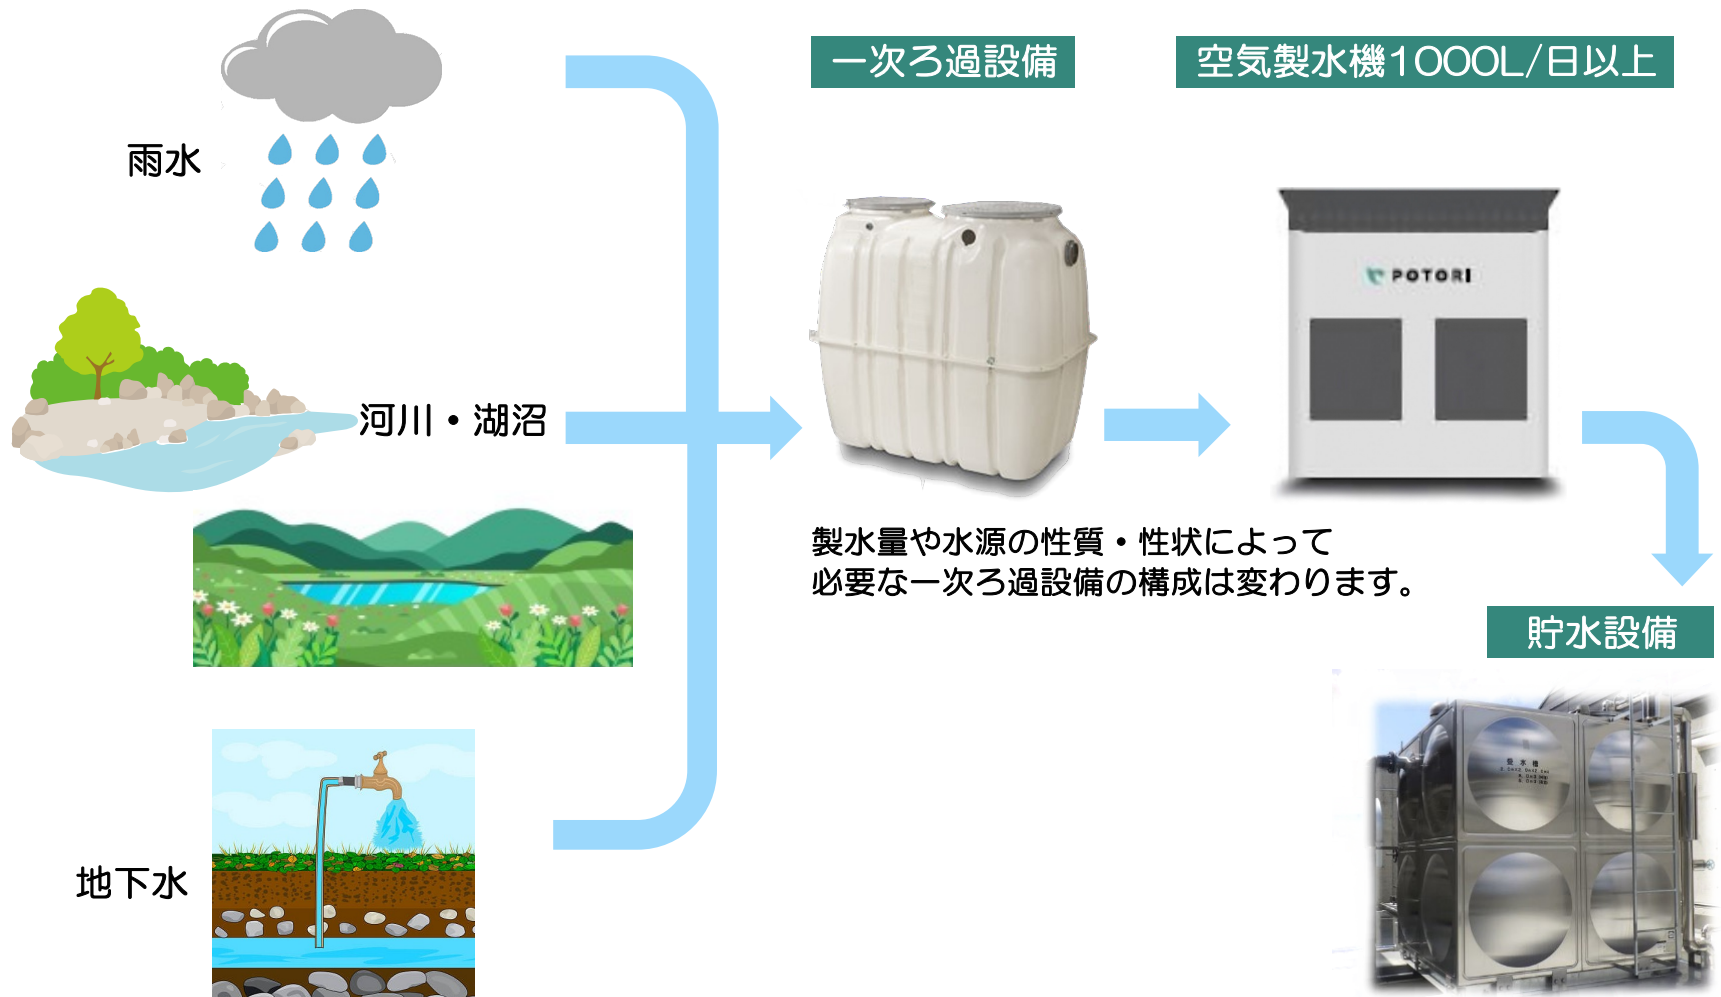 一次ろ過設備
空気製水機1000L/日以上
雨水
POTORI
河川・湖沼
製水量や水源の性質・性状によって
必要な一次ろ過設備の構成は変わります。
貯水設備
受水槽
地下水